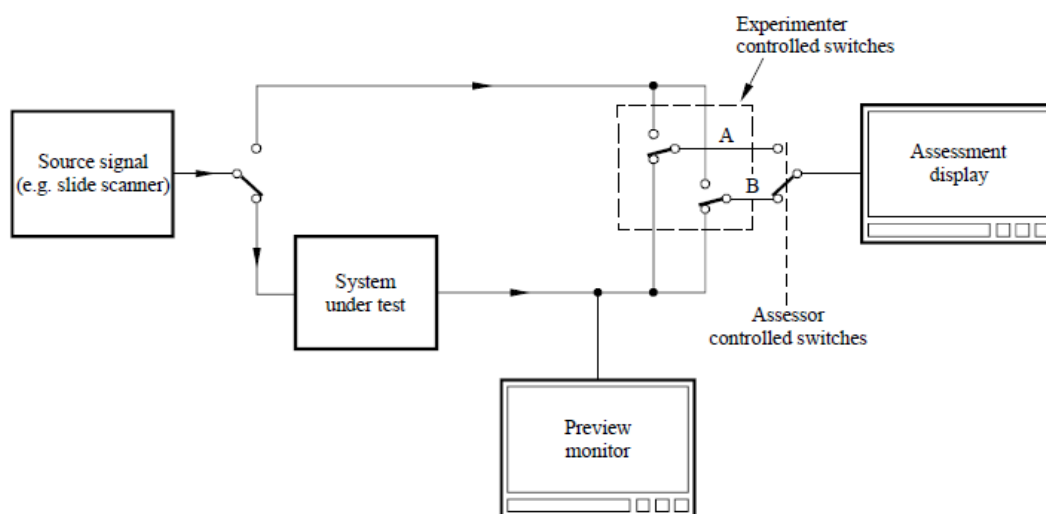 Experimenter
controlled switches
Source signal
(e.g. slide scanner)
A
B
Assessment
display
System
under test
Assessor
controlled switches
Preview
monitor